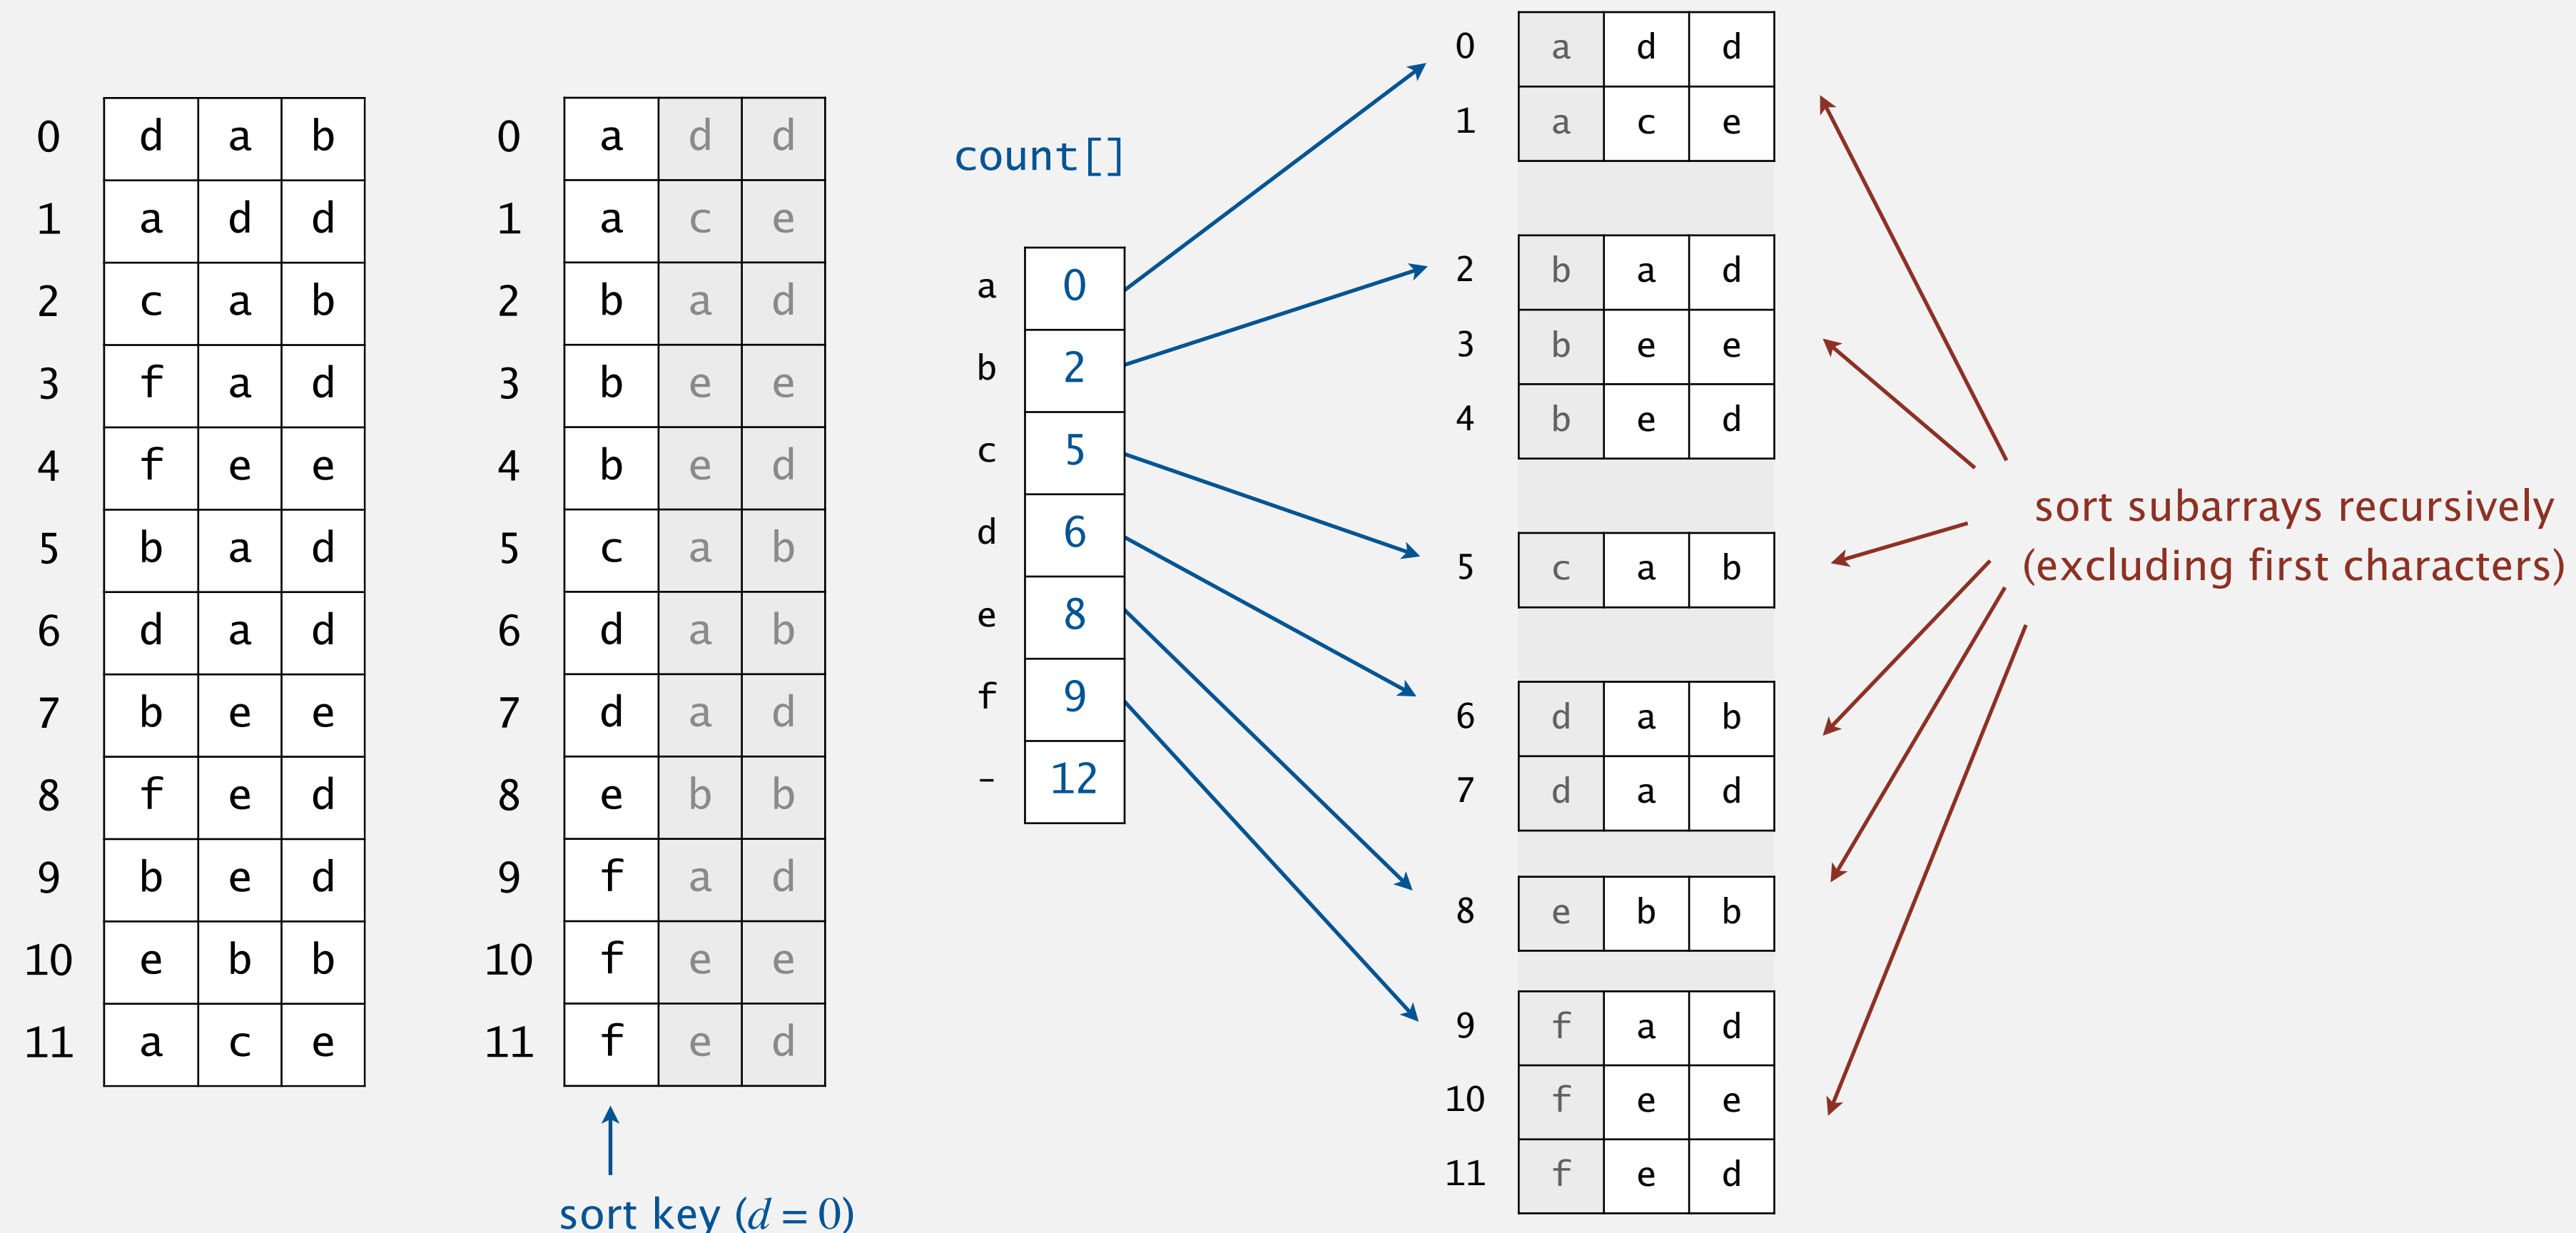 0 d a b
1 a d d
2 c a b
3 f a d
4 f e e
5 b a d
6 d a d
7 b e e
8 f e d
9 b e d
10 e b b
11 a c e
0 a d d
1 a c e
2 b a d
3 b e e
4 b e d
5 c a b
6 d a b
7 d a d
8 e b b
9 f a d
10 f e e
11 f e d
sort key (d = 0)
count[]
a 0
b 2
c 5
d 6
e 8
f 9
- 12
0 a d d
1 a c e
2 b a d
3 b e e
4 b e d
5 c a b
6 d a b
7 d a d
8 e b b
9 f a d
10 f e e
11 f e d
sort subarrays recursively
(excluding first characters)